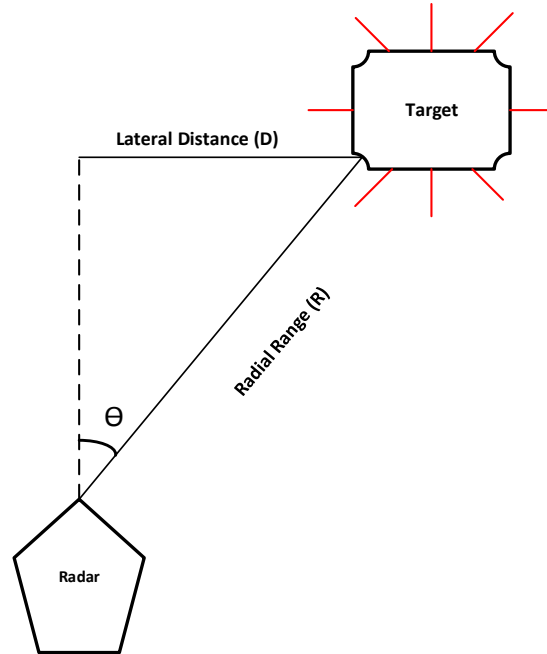 Target
Lateral Distance (D)
Radial Range (R)
Θ
Radar